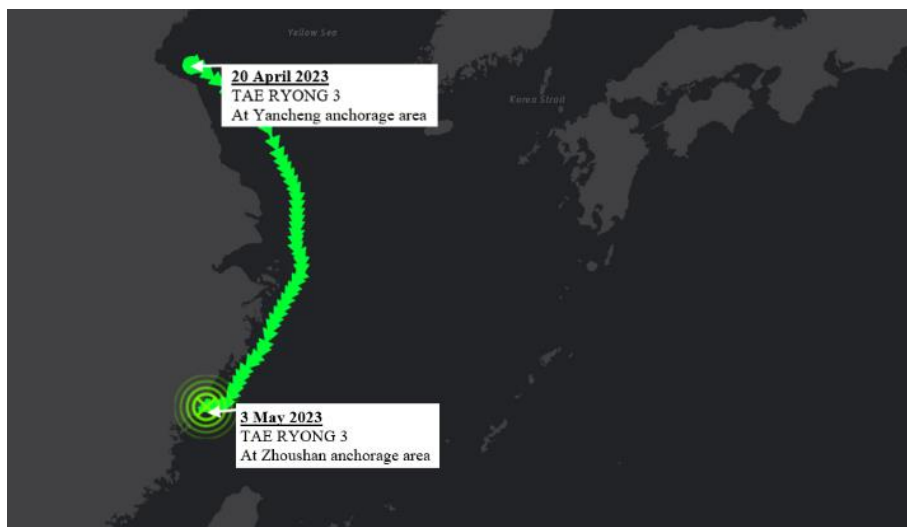 Yellow Sea
20 April 2023
TAE RYONG 3
At Yancheng anchorage area
Korea Strait
3 May 2023
TAE RYONG 3
At Zhoushan anchorage area